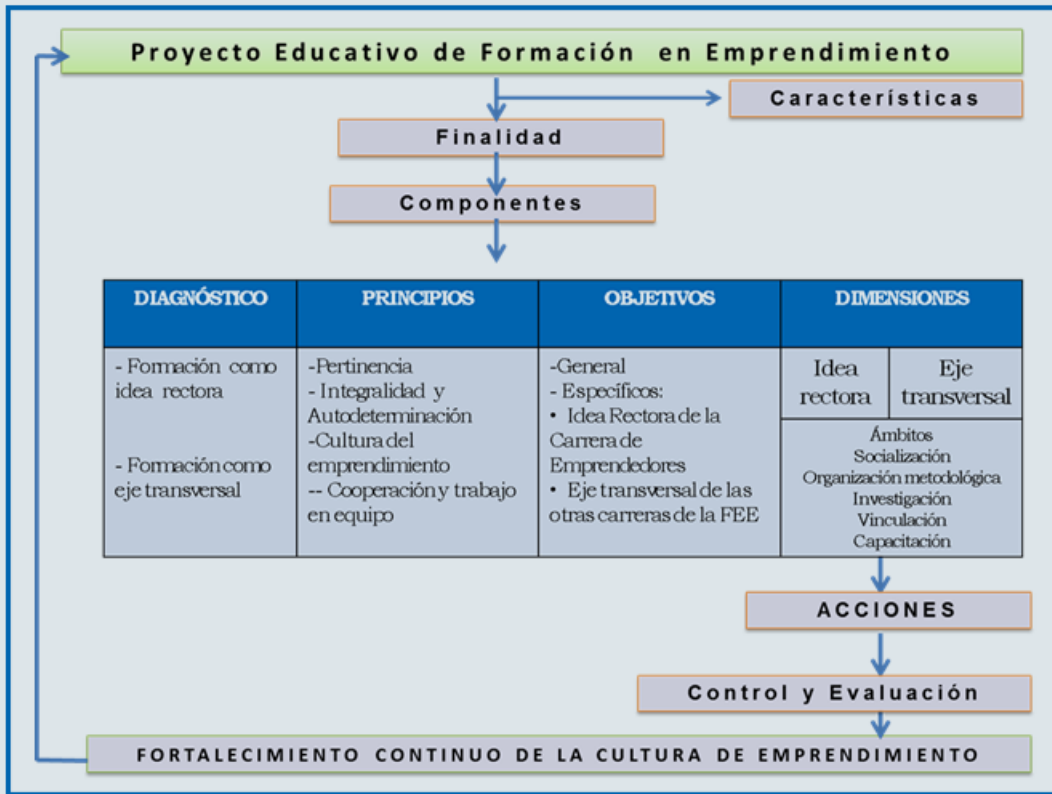 Proyecto Educativo de Formación en Emprendimiento
Características
Finalidad
Componentes
DIAGNÓSTICO
- Formación como
idea rectora
- Formación como
eje transversal
PRINCIPIOS
-Pertinencia
- Integralidad y
Autodeterminación
-Cultura del
emprendimiento
-- Cooperación y trabajo
en equipo
OBJETIVOS
-General
- Específicos:
• Idea Rectora de la
Carrera de
Emprendedores
• Eje transversal de las
otras carreras de la FEE
DIMENSIONES
Idea
rectora
Eje
transversal
Ámbitos
Socialización
Organización metodológica
Investigación
Vinculación
Capacitación
ACCIONES
Control y Evaluación
FORTALECIMIENTO CONTINUO DE LA CULTURA DE EMPRENDIMIENTO